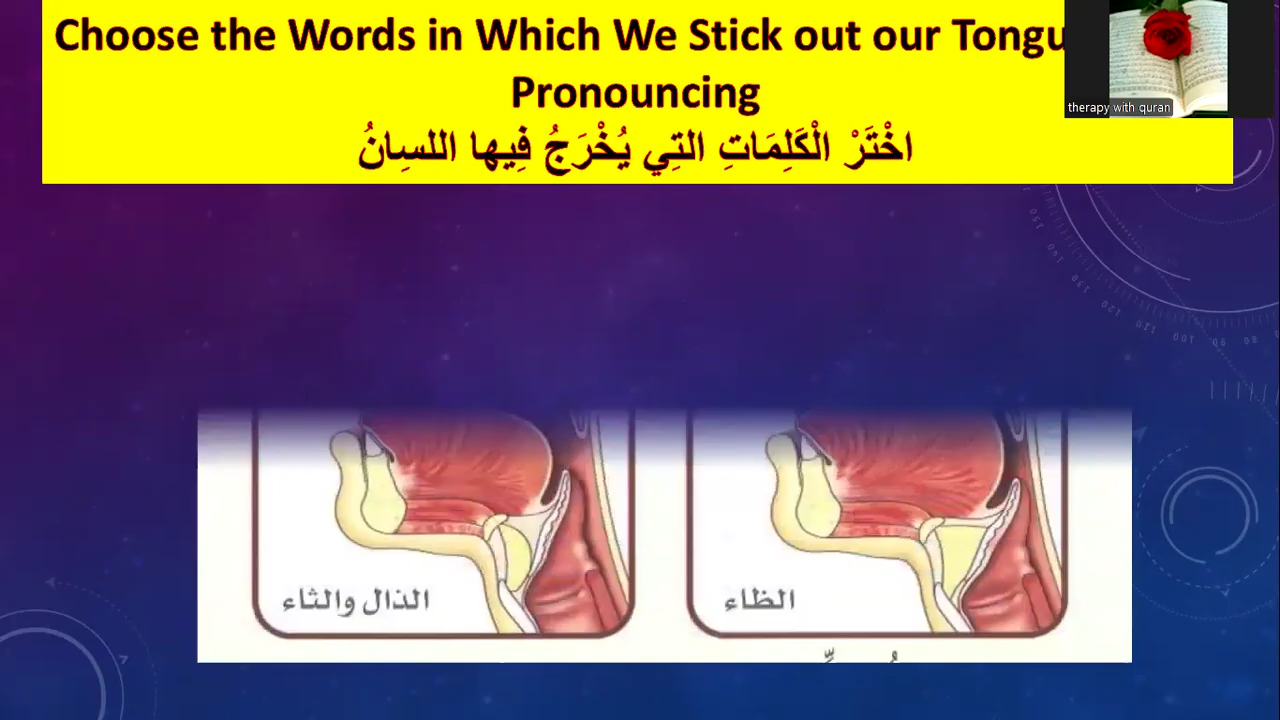 Choose the Words in Which We Stick out our Tongu
Pronouncing
اخْتَرْ الْكَلِمَاتِ التِي يُخْرَجُ فِيها اللسِانُ
therapy with quran
الذال والثاء
الظاء